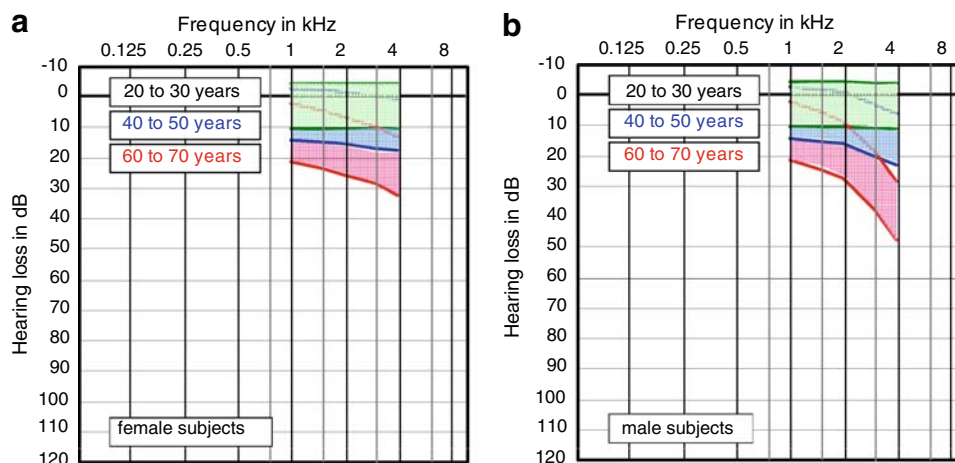 a
Frequency in kHz
0.125 0.25 0.5 1 2 4 8
Hearing loss in dB
-10
0
10
20
30
40
50
60
70
80
90
100
110
120
20 to 30 years
40 to 50 years
60 to 70 years
female subjects
b
Frequency in kHz
0.125 0.25 0.5 1 2 4 8
Hearing loss in dB
-10
0
10
20
30
40
50
60
70
80
90
100
110
120
20 to 30 years
40 to 50 years
60 to 70 years
male subjects